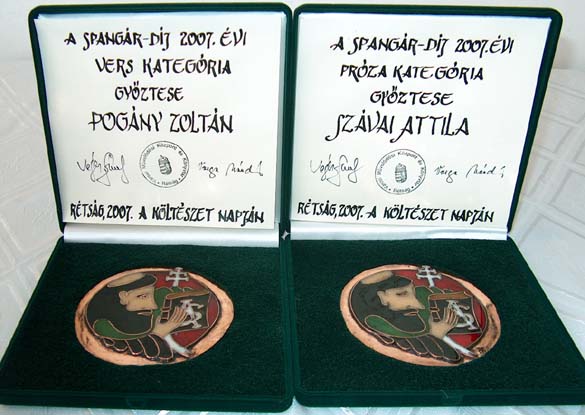 A SPANGÁR-DÍJ 2007. ÉVI
VERS KATEGÓRIA
GYŐZTESE
POGÁNY ZOLTÁN
RÉTSÁG, 2007. A KÖLTÉSZET NAPJÁN
A SPANGÁR-DÍJ 2007. ÉVI
PRÓZA KATEGÓRIA
GYŐZTESE
SZÁVAI ATTILA
RÉTSÁG, 2007. A KÖLTÉSZET NAPJÁN